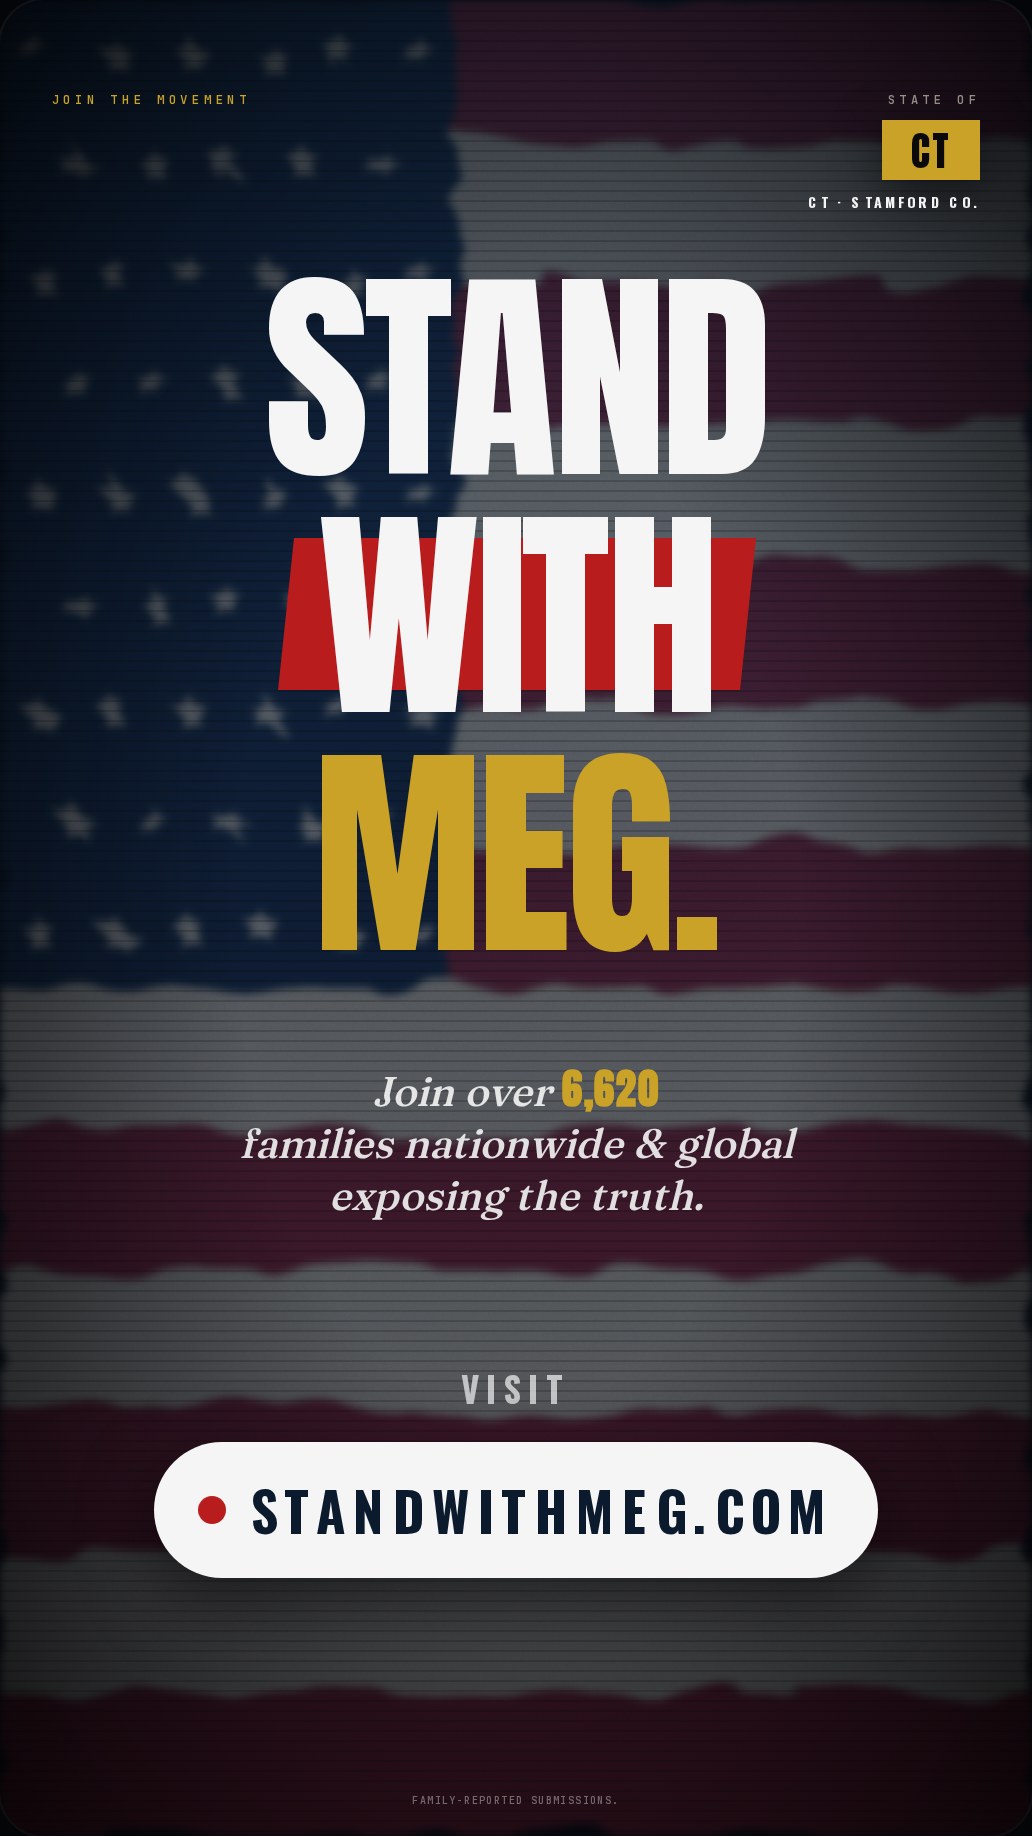 JOIN THE MOVEMENT
STATE OF
CT
CT · STAMFORD CO.
STAND
WITH
MEG.
Join over 6,620
families nationwide & global
exposing the truth.
VISIT
STANDWITHMEG.COM
FAMILY-REPORTED SUBMISSIONS.